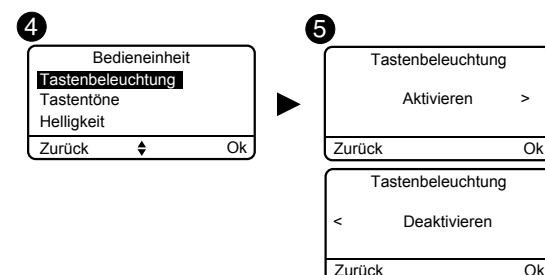 4
Bedieneinheit
Tastenbeleuchtung
Tastentöne
Helligkeit
Zurück Ok
5
Tastenbeleuchtung
Aktivieren >
Zurück Ok
Tastenbeleuchtung
< Deaktivieren
Zurück Ok